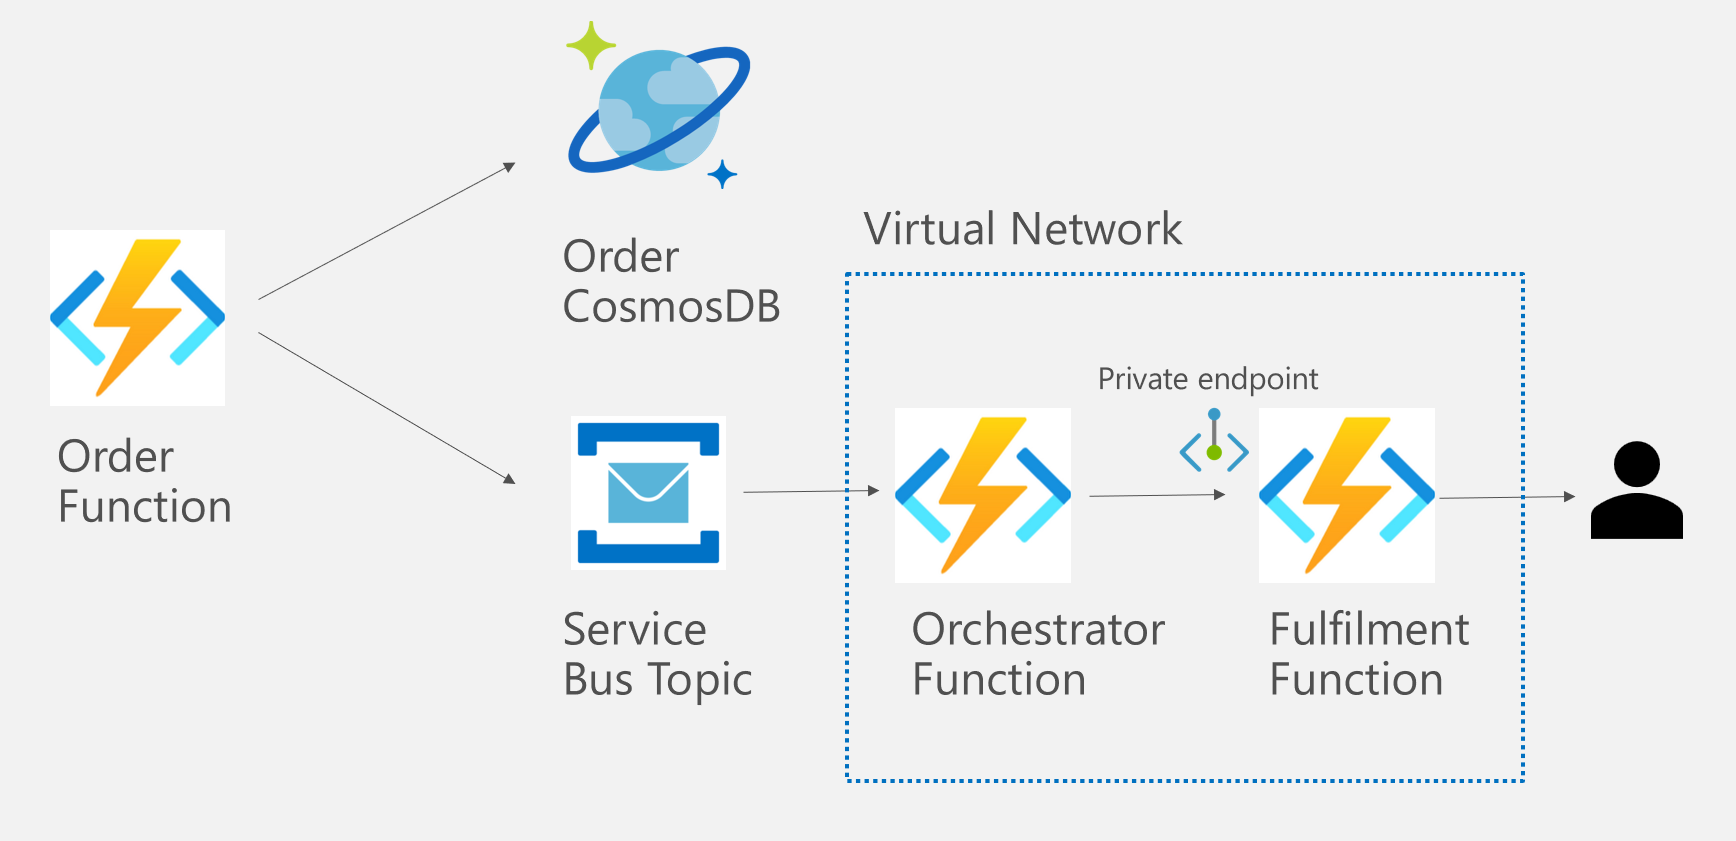 Order
CosmosDB
Virtual Network
Private endpoint
Order
Function
Service
Bus Topic
Orchestrator
Function
Fulfilment
Function